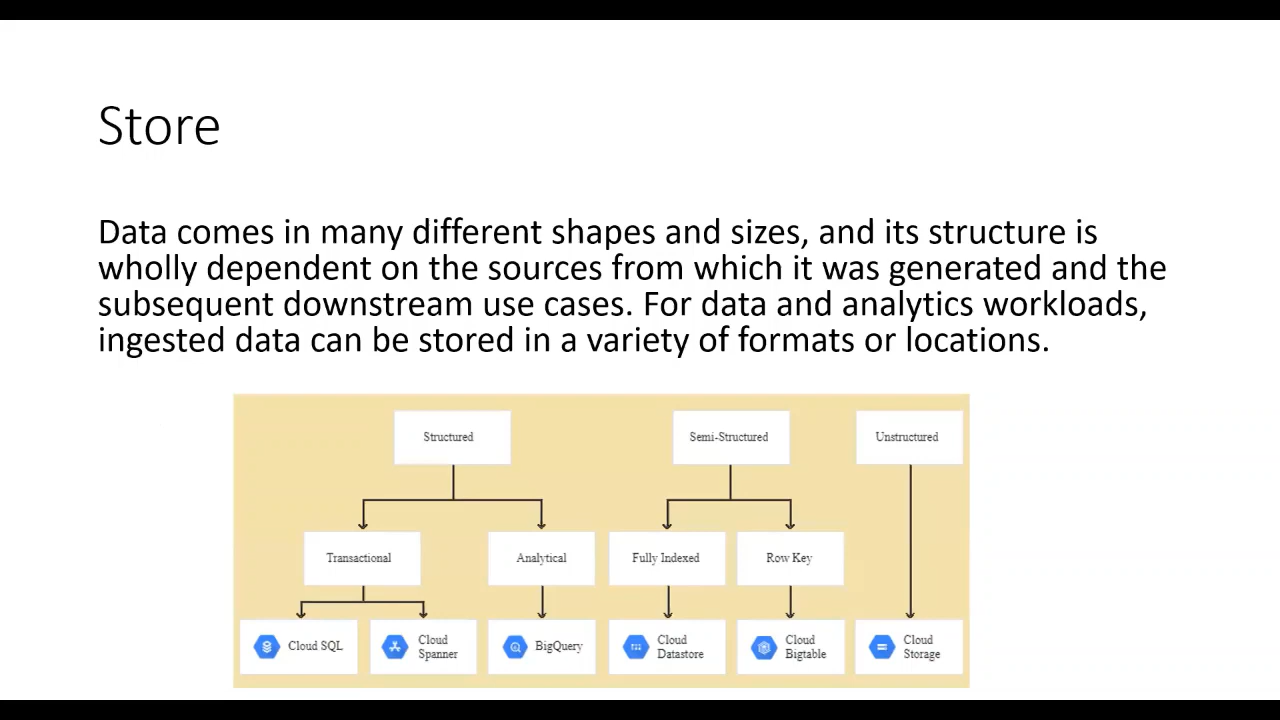 Store
Data comes in many different shapes and sizes, and its structure is
wholly dependent on the sources from which it was generated and the
subsequent downstream use cases. For data and analytics workloads,
ingested data can be stored in a variety of formats or locations.
Structured
Semi-Structured
Unstructured
Transactional
Analytical
Fully Indexed
Row Key
Cloud SQL
Cloud
Spanner
BigQuery
Cloud
Datastore
Cloud
Bigtable
Cloud
Storage